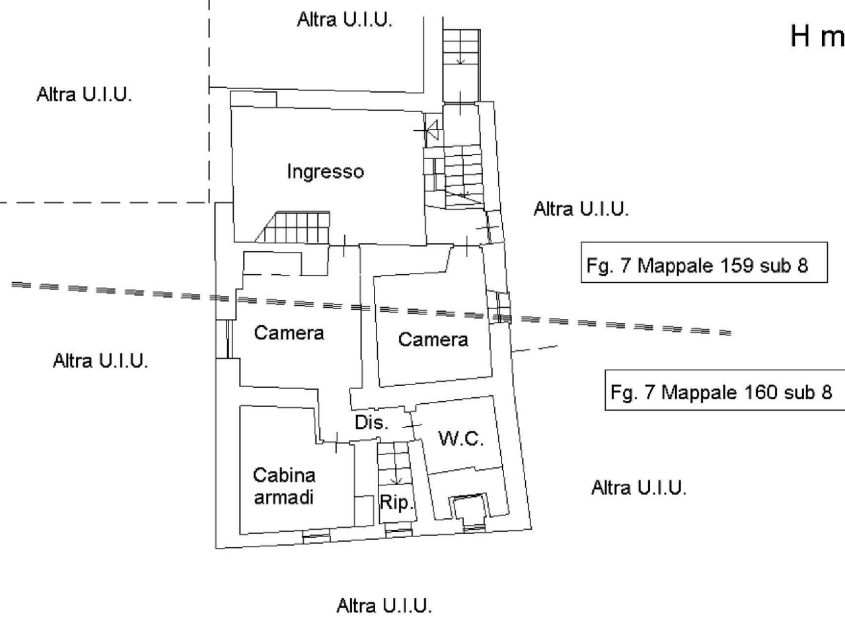 Altra U.I.U.
H m
Altra U.I.U.
Ingresso
Altra U.I.U.
Fg. 7 Mappale 159 sub 8
Camera
Camera
Altra U.I.U.
Fg. 7 Mappale 160 sub 8
Dis.
W.C.
Cabina
armadi
Rip.
Altra U.I.U.
Altra U.I.U.